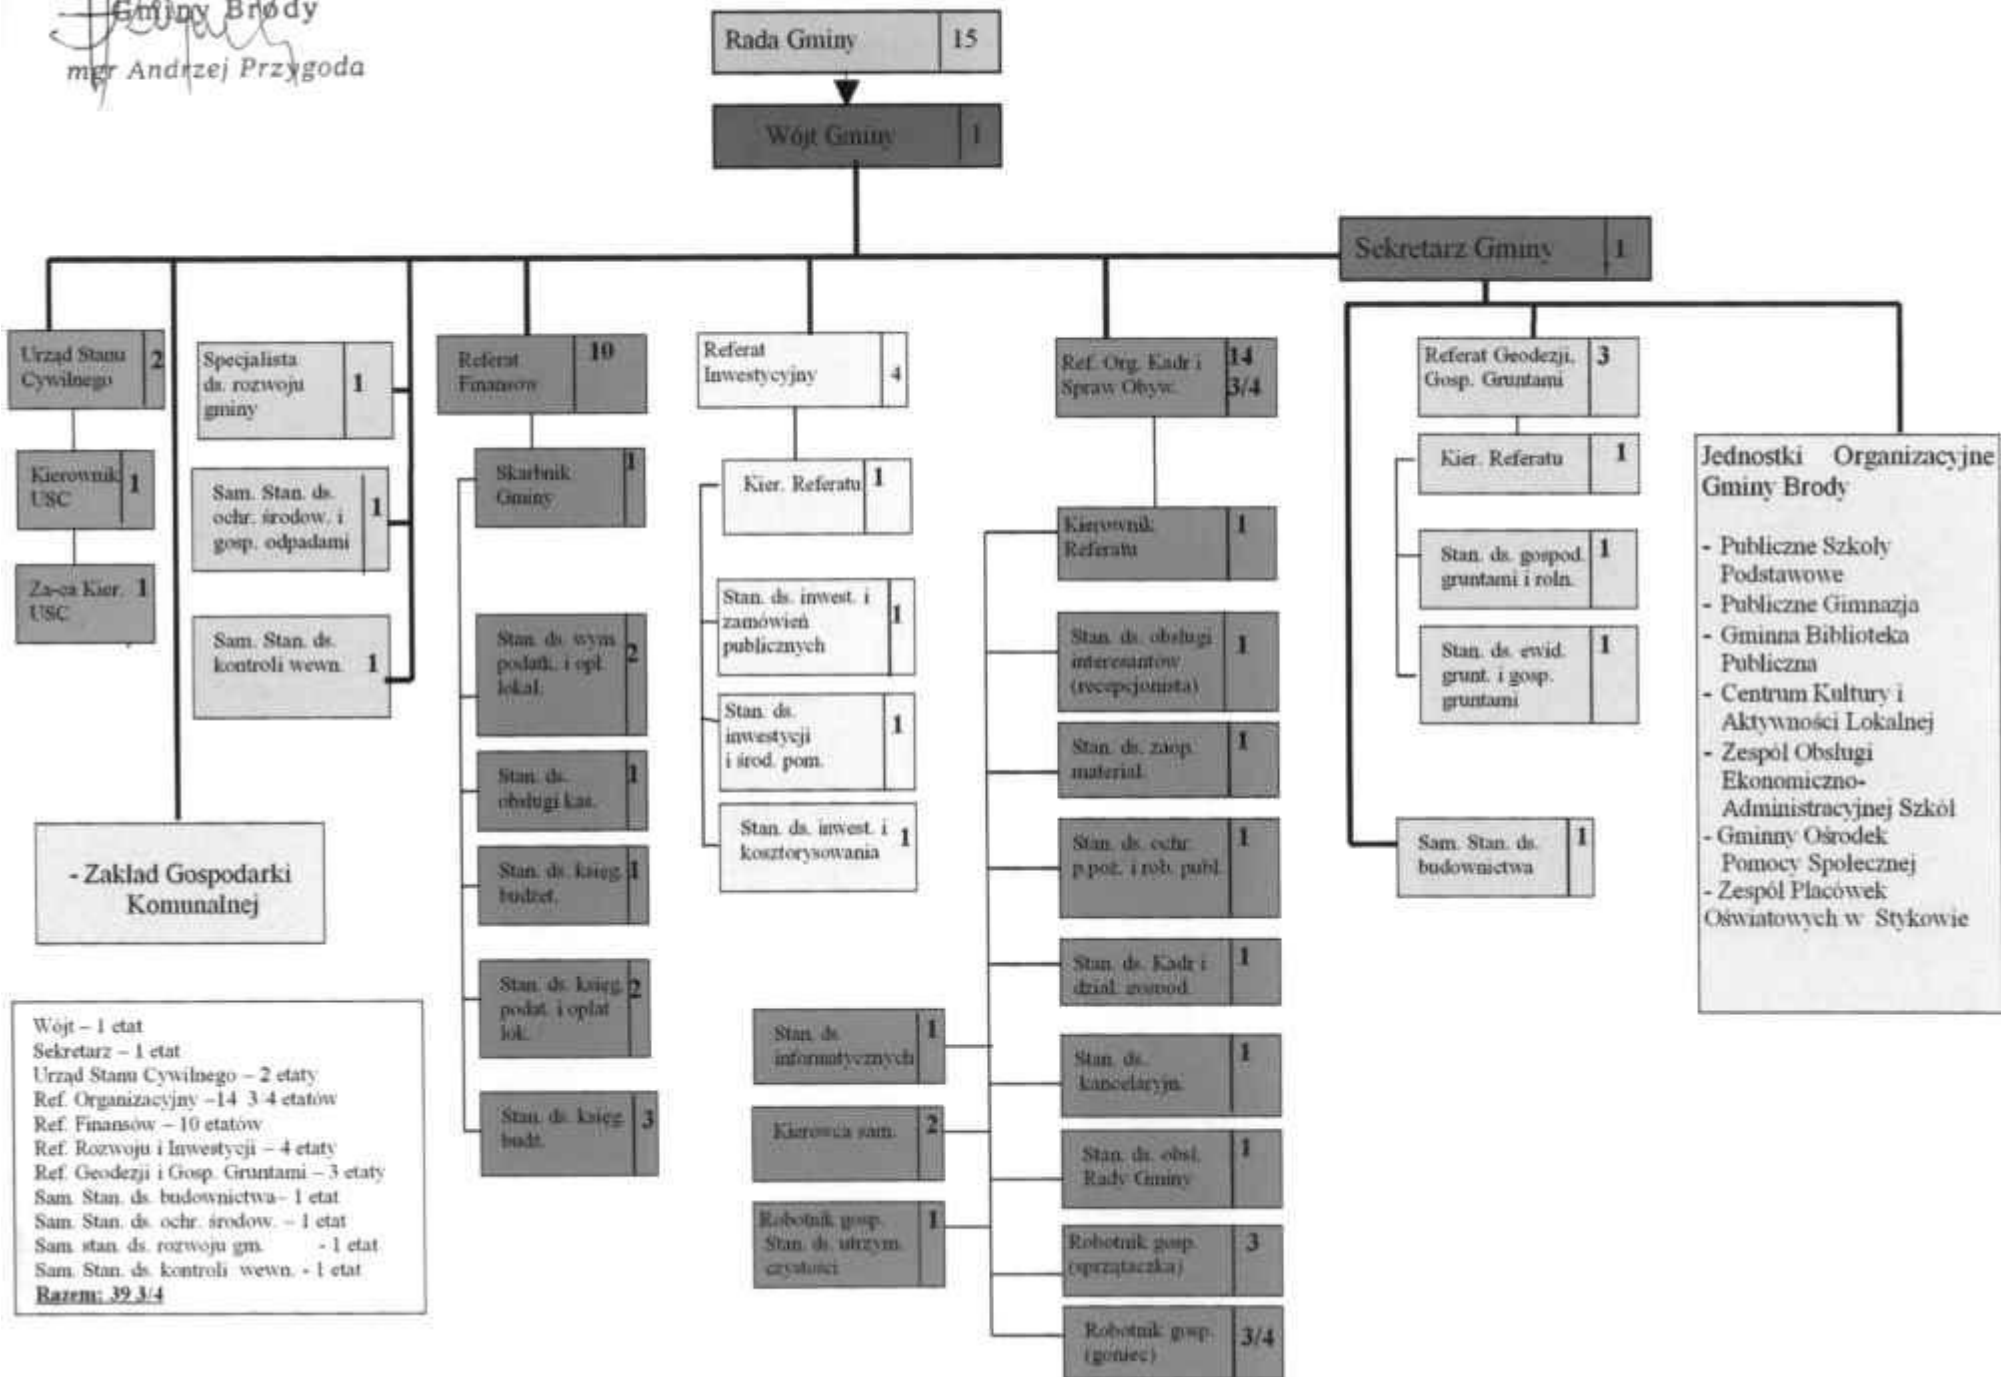 Gminy Brody
mgr Andrzej Przygoda
Rada Gminy 15
Wójt Gminy 1
Sekretarz Gminy 1
Urząd Stanu 2
Cywilnego
Kierownik 1
USC
Za-ca Kier. 1
USC
- Zakład Gospodarki
Komunalnej
Specjalista
ds. rozwoju 1
gminy
Sam. Stan. ds.
ochr. środow. i 1
gosp. odpadami
Sam. Stan. ds.
kontroli wewn. 1
Referat 10
Finansów
Skarbnik 1
Gminy
Stan. ds. wym.
podatk. i opł. 2
lokal.
Stan. ds. 1
obsługi kas.
Stan. ds. księg. 1
budżet.
Stan. ds. księg. 2
podat. i opłat
lok.
Stan. ds. księg. 3
budż.
Referat
Inwestycyjny 4
Kier. Referatu 1
Stan. ds. inwest. i
zamówień 1
publicznych
Stan. ds.
inwestycji 1
i środ. pom.
Stan. ds. inwest. i 1
kosztorysowania
Ref. Org. Kadr i 14
Spraw Obyw. 3/4
Kierownik 1
Referatu
Stan. ds. obsługi 1
interesantów
(recepcjonista)
Stan. ds. zaop. 1
material.
Stan. ds. ochr. 1
p.poż. i rob. publ.
Stan. ds. Kadr i 1
dział. gospod.
Stan. ds. 1
kancelaryjn.
Stan. ds. obsł. 1
Rady Gminy
Robotnik gosp. 3
(sprzątaczka)
Robotnik gosp. 3/4
(goniec)
Stan. ds. 1
informatycznych
Kierowca sam. 2
Robotnik gosp. 1
Stan. ds. utrzym.
czystości
Referat Geodezji, 3
Gosp. Gruntami
Kier. Referatu 1
Stan. ds. gospod. 1
gruntami i roln.
Stan. ds. ewid. 1
grunt. i gosp.
gruntami
Sam. Stan. ds. 1
budownictwa
Jednostki Organizacyjne
Gminy Brody
- Publiczne Szkoły
Podstawowe
- Publiczne Gimnazja
- Gminna Biblioteka
Publiczna
- Centrum Kultury i
Aktywności Lokalnej
- Zespół Obsługi
Ekonomiczno-
Administracyjnej Szkół
- Gminny Ośrodek
Pomocy Społecznej
- Zespół Placówek
Oświatowych w Stykowie
Wójt – 1 etat
Sekretarz – 1 etat
Urząd Stanu Cywilnego – 2 etaty
Ref. Organizacyjny –14 3 4 etatów
Ref. Finansów – 10 etatów
Ref. Rozwoju i Inwestycji – 4 etaty
Ref. Geodezji i Gosp. Gruntami – 3 etaty
Sam. Stan. ds. budownictwa – 1 etat
Sam. Stan. ds. ochr. środow. – 1 etat
Sam. stan. ds. rozwoju gm. - 1 etat
Sam. Stan. ds. kontroli wewn. - 1 etat
Razem: 39 3/4